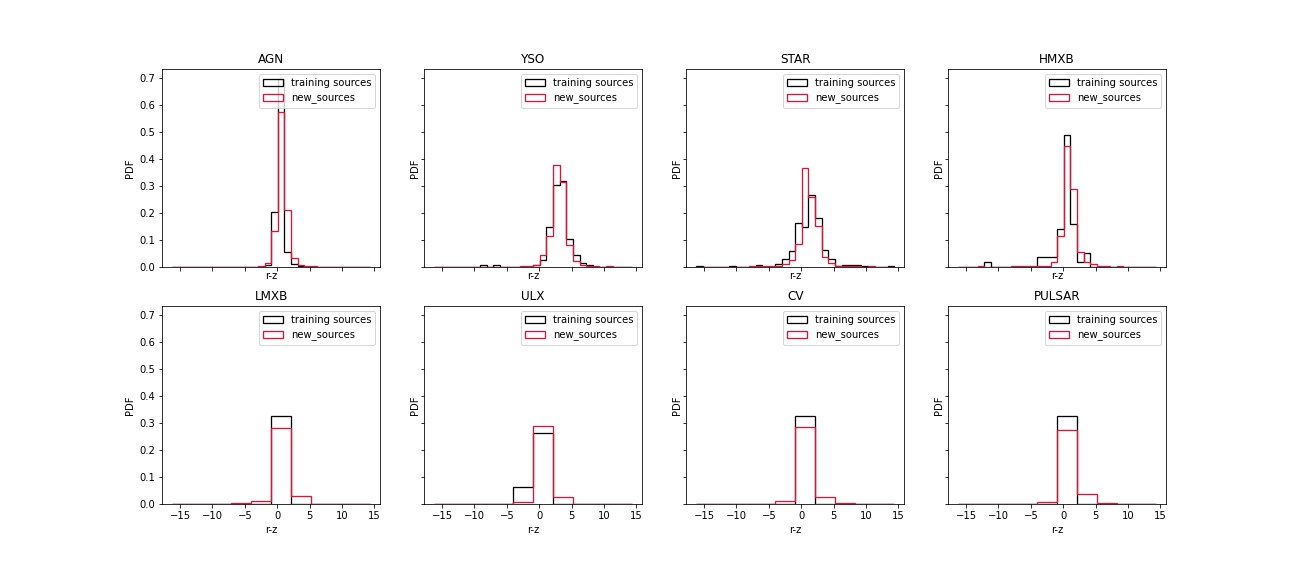 AGN
YSO
STAR
HMXB
training sources
new_sources
training sources
new_sources
training sources
new_sources
training sources
new_sources
0.7
0.6
0.5
0.4
0.3
0.2
0.1
0.0
PDF
PDF
PDF
PDF
r-z
r-z
r-z
r-z
LMXB
ULX
CV
PULSAR
training sources
new_sources
training sources
new_sources
training sources
new_sources
training sources
new_sources
0.7
0.6
0.5
0.4
0.3
0.2
0.1
0.0
PDF
PDF
PDF
PDF
−15 −10 −5 0 5 10 15
−15 −10 −5 0 5 10 15
−15 −10 −5 0 5 10 15
−15 −10 −5 0 5 10 15
r-z
r-z
r-z
r-z